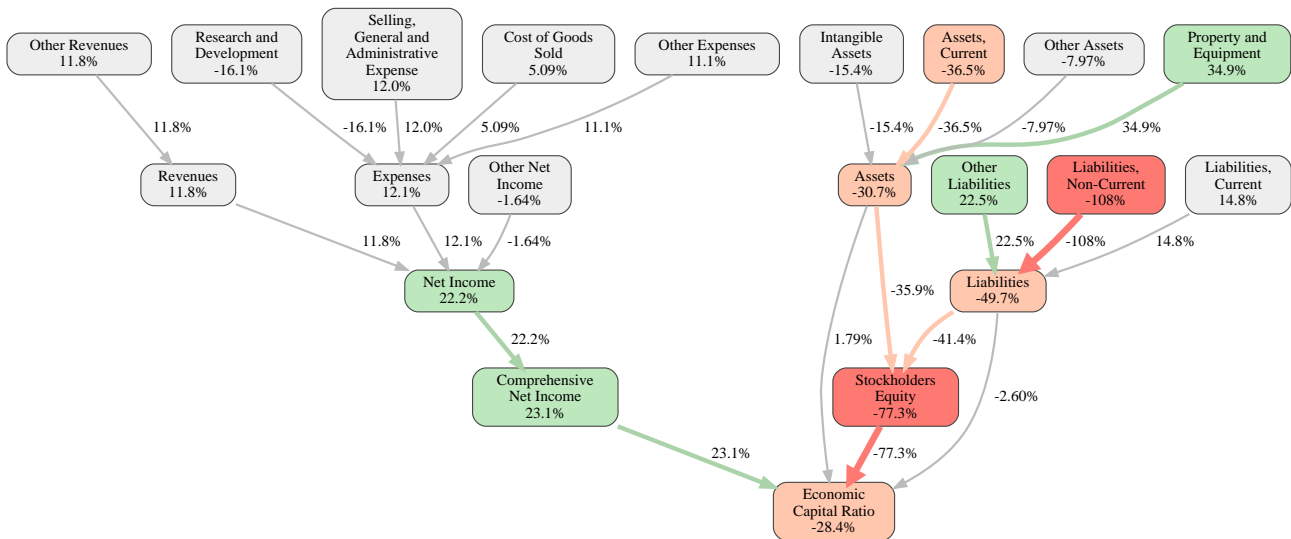 Other Revenues
11.8%
Research and
Development
-16.1%
Selling,
General and
Administrative
Expense
12.0%
Cost of Goods
Sold
5.09%
Other Expenses
11.1%
Intangible
Assets
-15.4%
Assets,
Current
-36.5%
Other Assets
-7.97%
Property and
Equipment
34.9%
11.8%
-16.1%
12.0%
5.09%
11.1%
-15.4%
-36.5%
-7.97%
34.9%
Revenues
11.8%
Expenses
12.1%
Other Net
Income
-1.64%
Assets
-30.7%
Other
Liabilities
22.5%
Liabilities,
Non-Current
-108%
Liabilities,
Current
14.8%
11.8%
12.1%
-1.64%
22.5%
-108%
14.8%
Net Income
22.2%
Liabilities
-49.7%
22.2%
1.79%
-35.9%
-41.4%
-2.60%
Comprehensive
Net Income
23.1%
Stockholders
Equity
-77.3%
23.1%
-77.3%
Economic
Capital Ratio
-28.4%